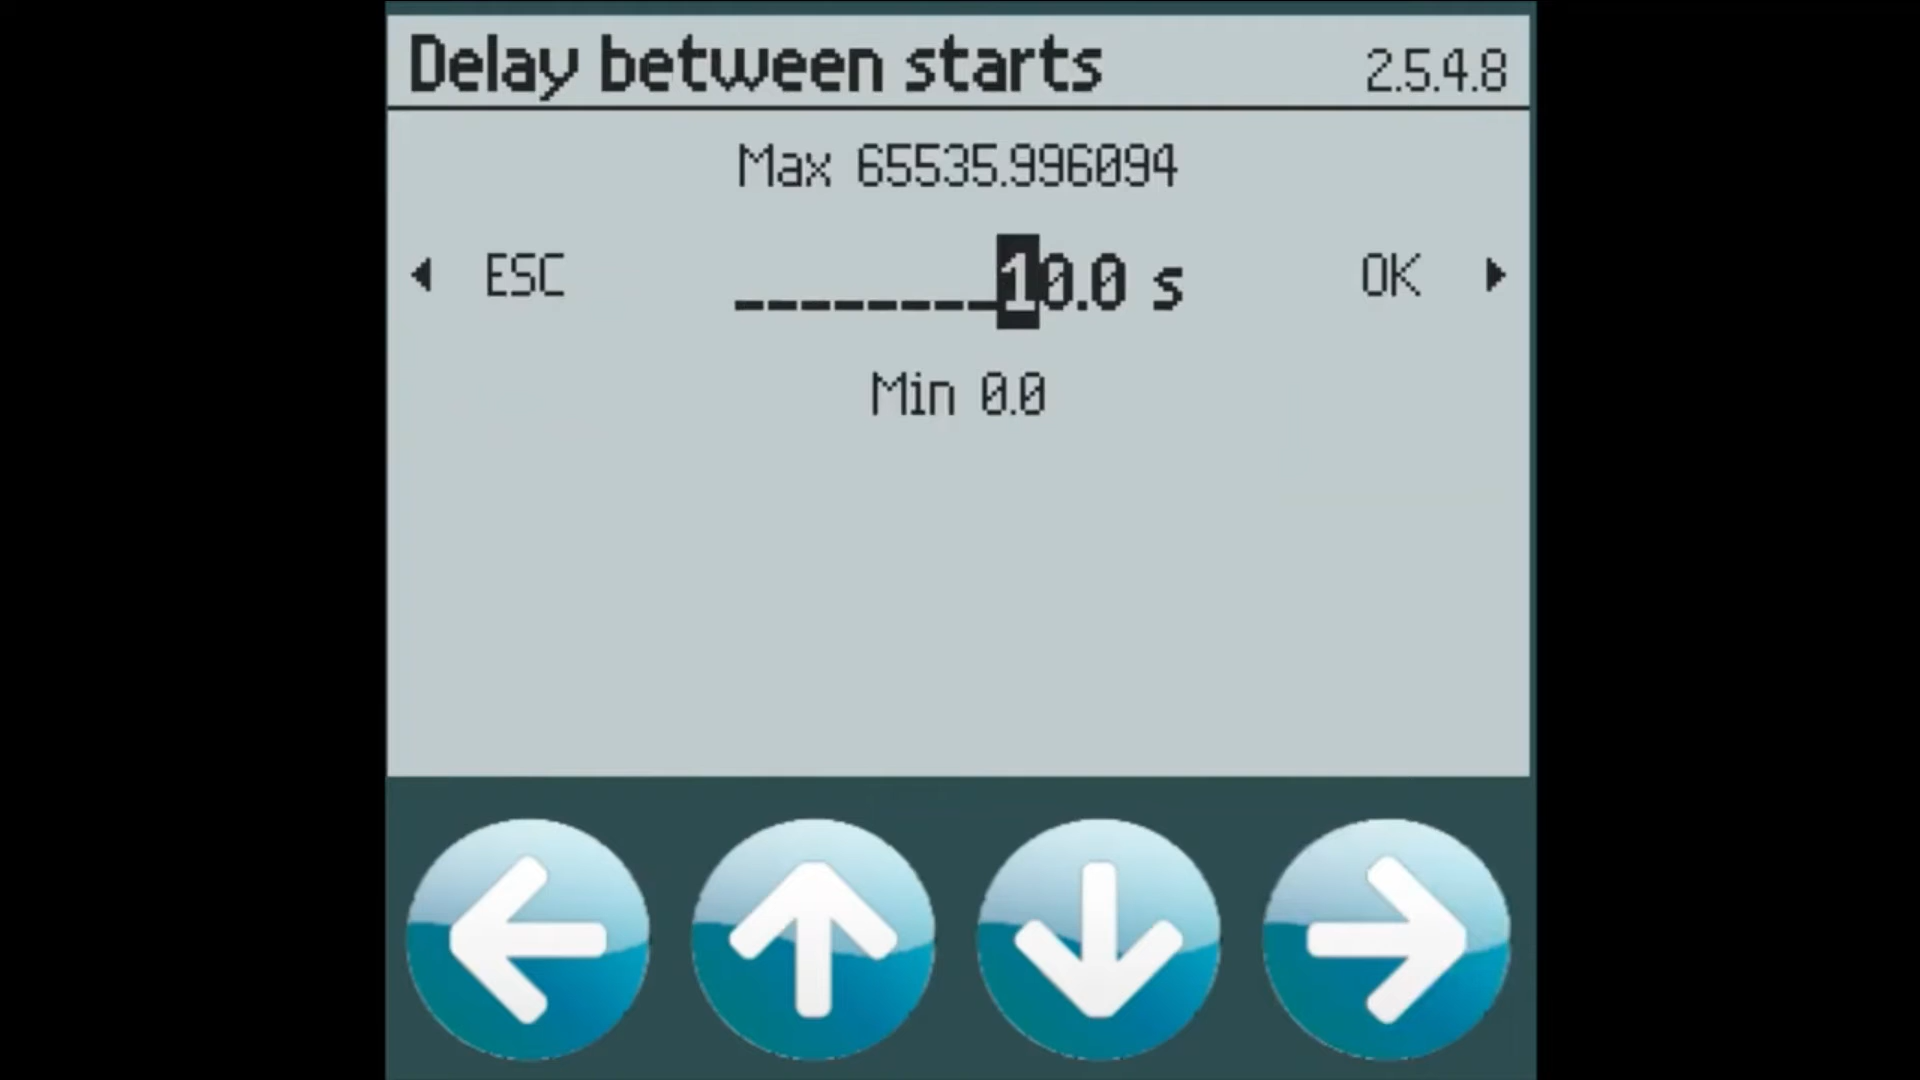 Delay between starts 2.5.4.8
Max 65535.996094
ESC ________10.0 s OK
Min 0.0